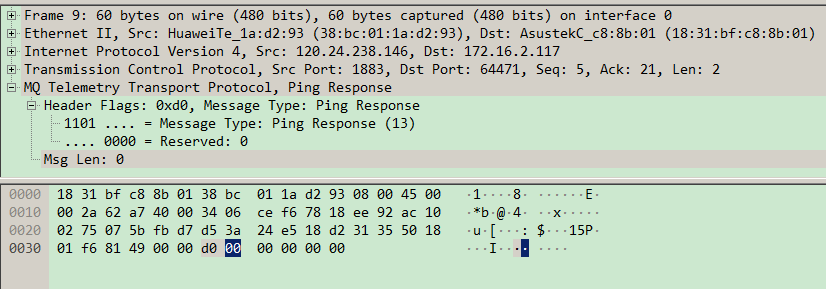 Frame 9: 60 bytes on wire (480 bits), 60 bytes captured (480 bits) on interface 0
Ethernet II, Src: HuaweiTe_1a:d2:93 (38:bc:01:1a:d2:93), Dst: AsustekC_c8:8b:01 (18:31:bf:c8:8b:01)
Internet Protocol Version 4, Src: 120.24.238.146, Dst: 172.16.2.117
Transmission Control Protocol, Src Port: 1883, Dst Port: 64471, Seq: 5, Ack: 21, Len: 2
MQ Telemetry Transport Protocol, Ping Response
Header Flags: 0xd0, Message Type: Ping Response
1101 .... = Message Type: Ping Response (13)
.... 0000 = Reserved: 0
Msg Len: 0
0000 18 31 bf c8 8b 01 38 bc 01 1a d2 93 08 00 45 00 ·1····8· ······E·
0010 00 2a 62 a7 40 00 34 06 ce f6 78 18 ee 92 ac 10 ·*b·@·4· ··x·····
0020 02 75 07 5b fb d7 d5 3a 24 e5 18 d2 31 35 50 18 ·u·[···: $···15P·
0030 01 f6 81 49 00 00 d0 00 00 00 00 00 ···I···· ····